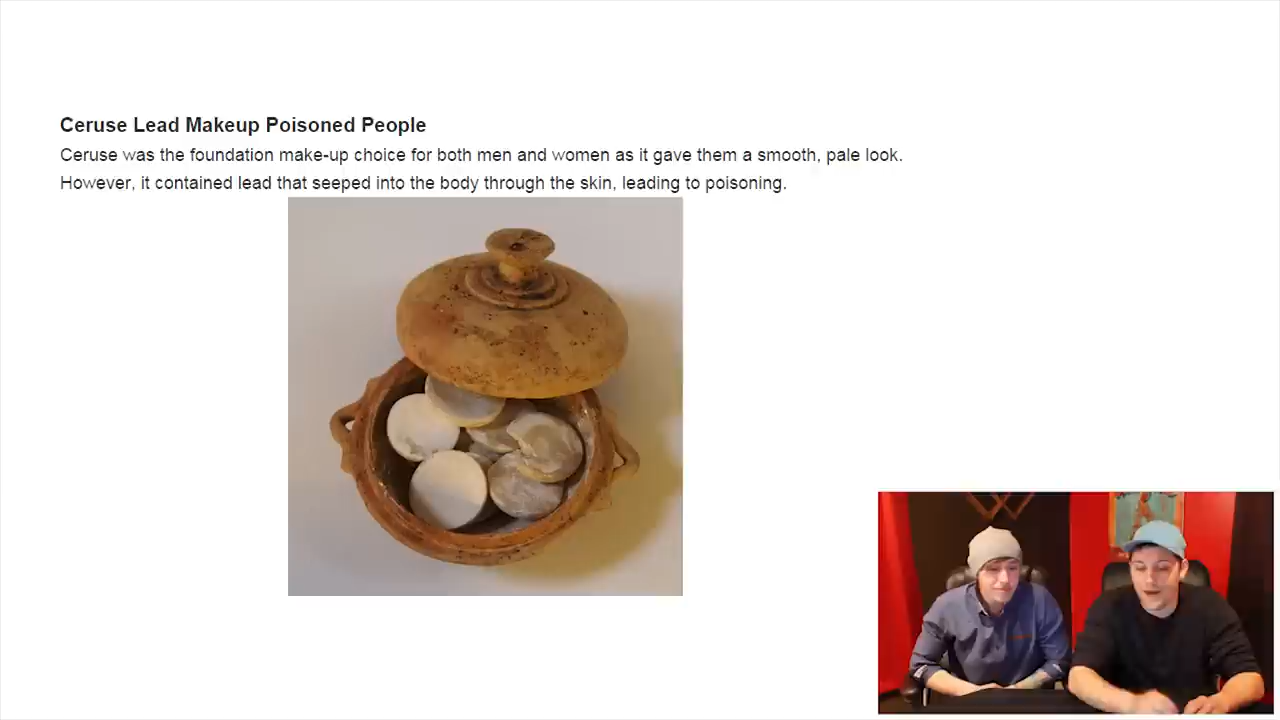 Ceruse Lead Makeup Poisoned People
Ceruse was the foundation make-up choice for both men and women as it gave them a smooth, pale look.
However, it contained lead that seeped into the body through the skin, leading to poisoning.